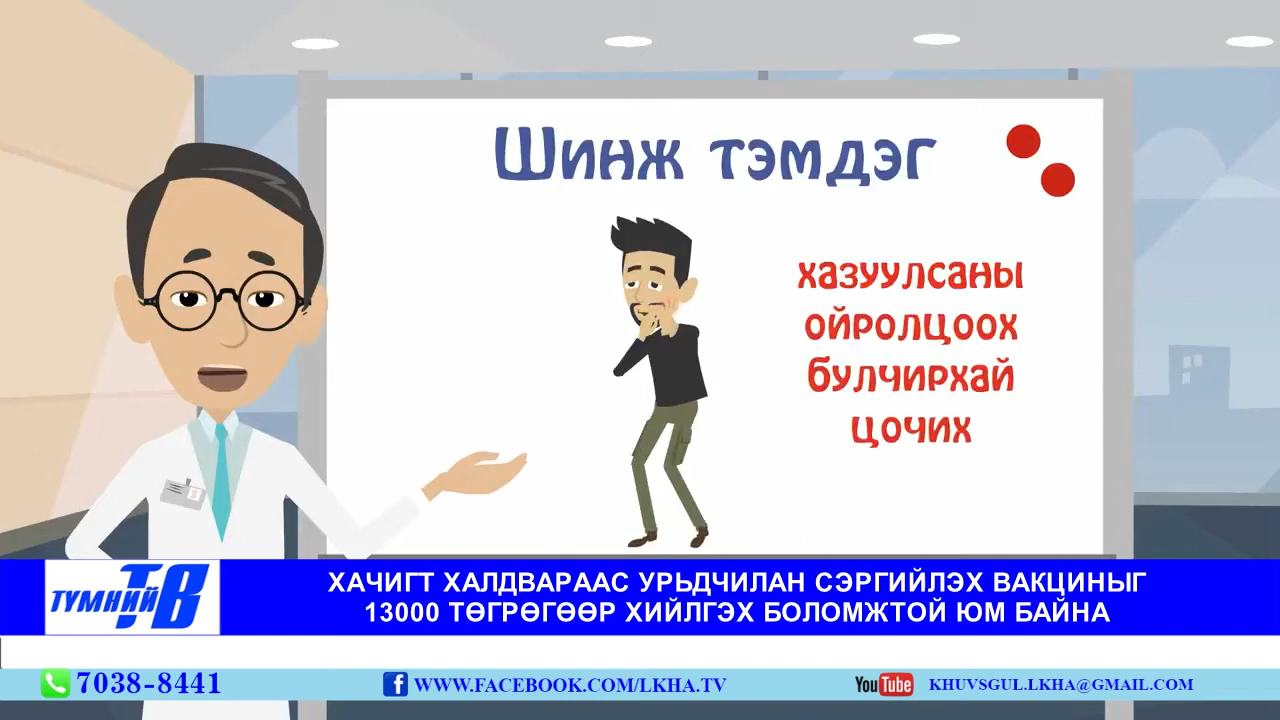 Шинж тэмдэг
хазуулсаны
ойролцоох
булчирхай
цочих
ТҮМНИЙ ТВ
ХАЧИГТ ХАЛДВАРААС УРЬДЧИЛАН СЭРГИЙЛЭХ ВАКЦИНЫГ
13000 ТӨГРӨГӨӨР ХИЙЛГЭХ БОЛОМЖТОЙ ЮМ БАЙНА
7038-8441
f WWW.FACEBOOK.COM/LKHA.TV
YouTube KHUVSGUL.LKHA@GMAIL.COM